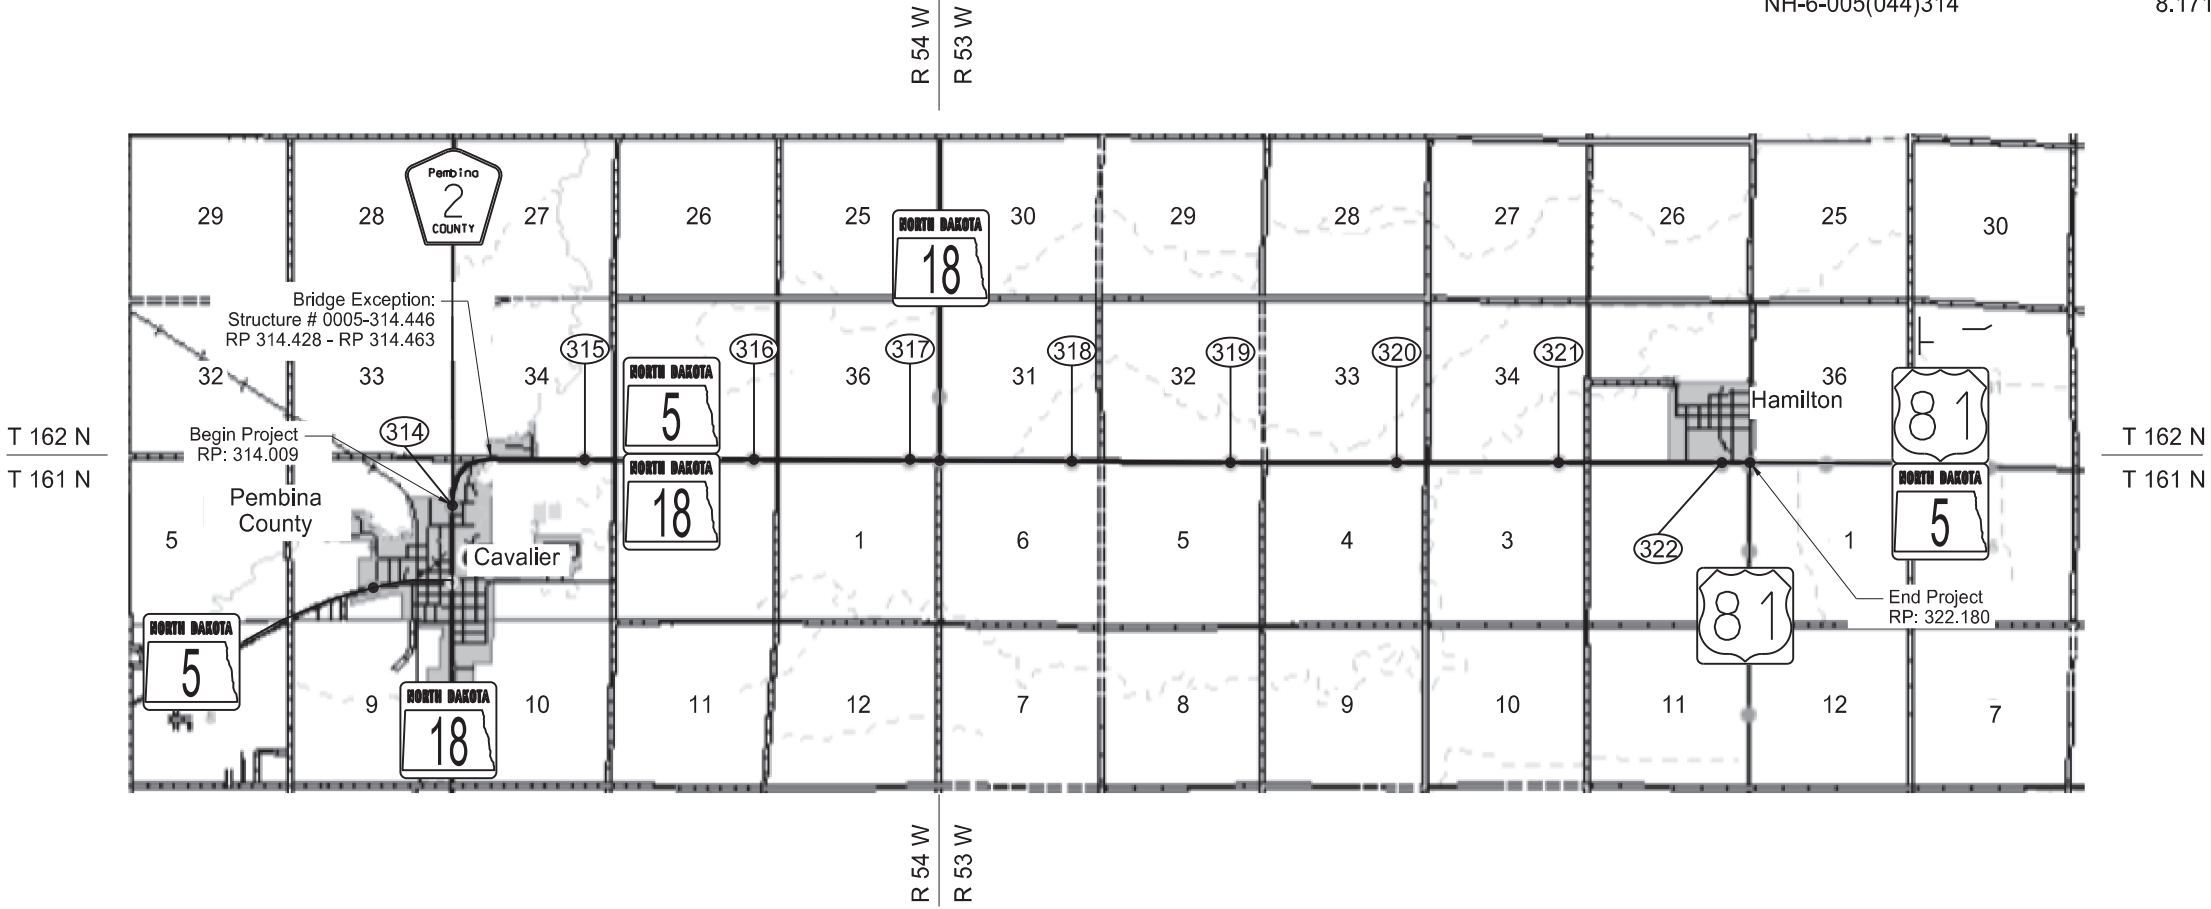 NH-6-005(044)314 8.171
R 54 W
R 53 W
Pembina
2
COUNTY
29 28 27 26 25 30 29 28 27 26 25 30
NORTH DAKOTA
18
Bridge Exception:
Structure # 0005-314.446
RP 314.428 - RP 314.463
315 316 317 318 319 320 321
32 33 34 36 31 32 33 34 36
NORTH DAKOTA
5
NORTH DAKOTA
18
Hamilton
81
NORTH DAKOTA
5
314
Begin Project
RP: 314.009
T 162 N
T 161 N
T 162 N
T 161 N
Pembina
County
Cavalier
5 1 6 5 4 3 1
322
81
End Project
RP: 322.180
NORTH DAKOTA
5
9 10 11 12 7 8 9 10 11 12 7
NORTH DAKOTA
18
R 54 W
R 53 W